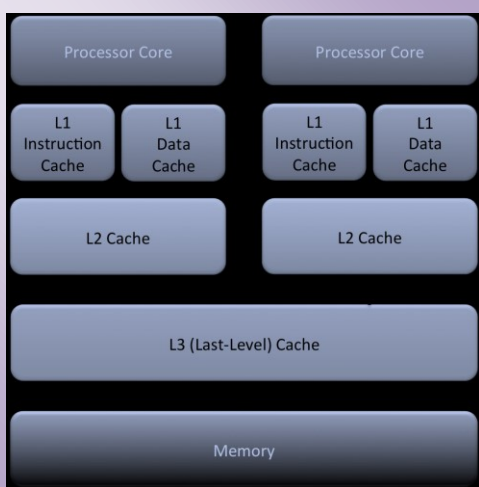 Processor Core
Processor Core
L1
Instruction
Cache
L1
Data
Cache
L1
Instruction
Cache
L1
Data
Cache
L2 Cache
L2 Cache
L3 (Last-Level) Cache
Memory